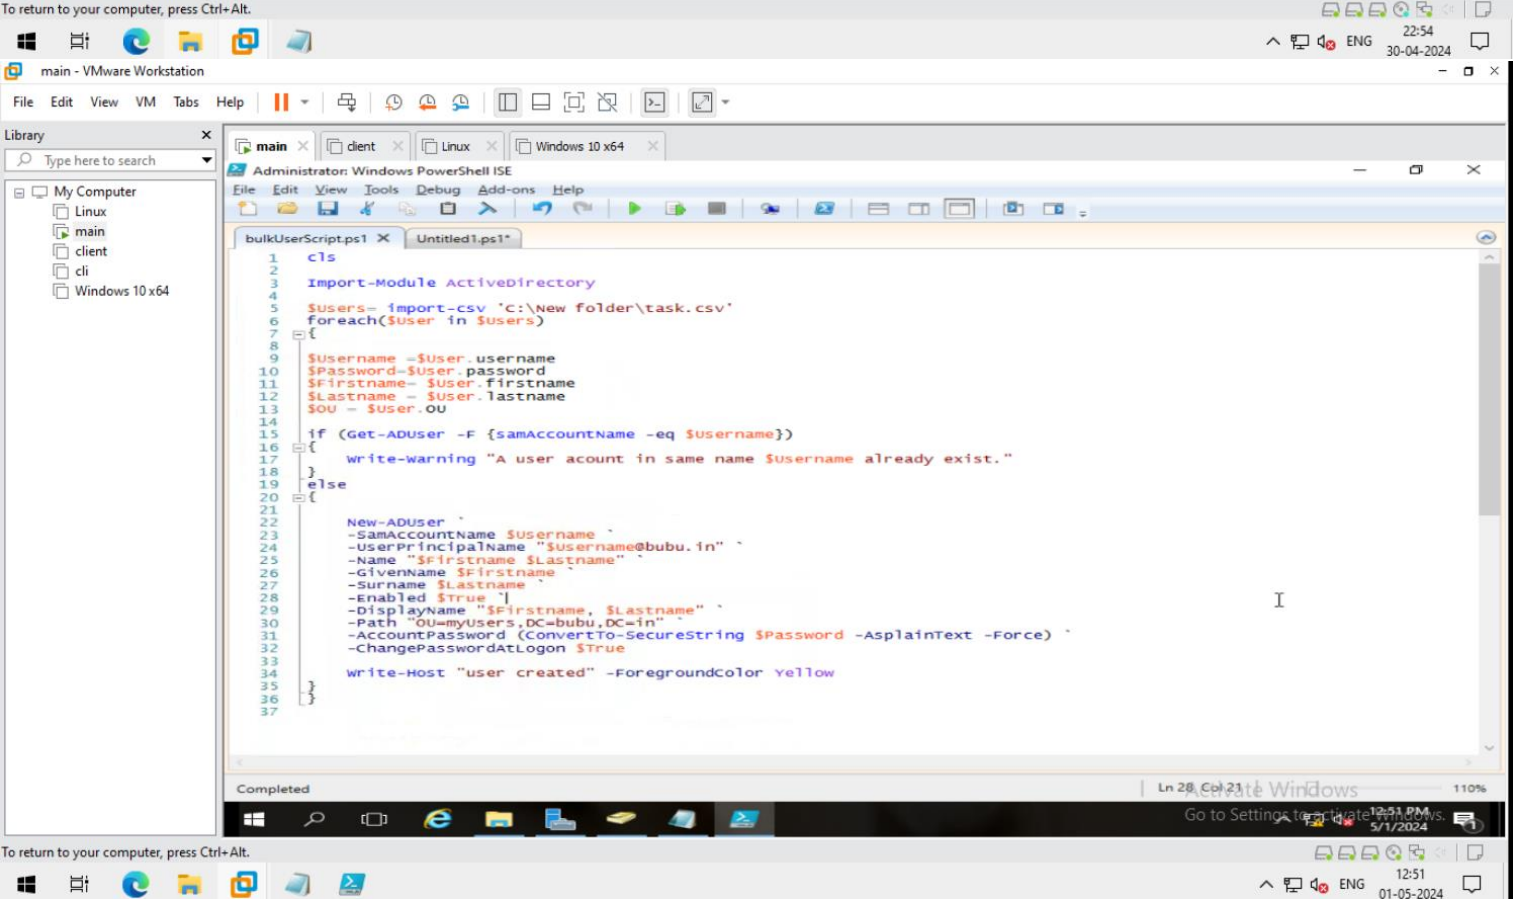 To return to your computer, press Ctrl+Alt.
ENG
22:54
30-04-2024
main - VMware Workstation
File Edit View VM Tabs Help
Library
Type here to search
My Computer
Linux
main
client
cli
Windows 10 x64
main client Linux Windows 10 x64
Administrator: Windows PowerShell ISE
File Edit View Tools Debug Add-ons Help
bulkUserScript.ps1 Untitled1.ps1*
1 cls
2
3 Import-Module ActiveDirectory
4
5 $Users= import-csv 'C:\New folder\task.csv'
6 foreach($User in $Users)
7 {
8
9 $Username =$User.username
10 $Password=$User.password
11 $Firstname= $User.firstname
12 $Lastname = $User.lastname
13 $OU = $User.OU
14
15 if (Get-ADUser -F {samAccountName -eq $Username})
16 {
17 Write-Warning "A user acount in same name $Username already exist."
18 }
19 else
20 {
21
22 New-ADUser `
23 -SamAccountName $Username `
24 -UserPrincipalName "$Username@bubu.in" `
25 -Name "$Firstname $Lastname" `
26 -GivenName $Firstname `
27 -Surname $Lastname `
28 -Enabled $True `
29 -DisplayName "$Firstname, $Lastname" `
30 -Path "OU=myUsers,DC=bubu,DC=in" `
31 -AccountPassword (ConvertTo-SecureString $Password -AsplainText -Force) `
32 -ChangePasswordAtLogon $True
33
34 Write-Host "user created" -ForegroundColor Yellow
35 }
36 }
37
Completed
Ln 28 Col 21
110%
Activate Windows
Go to Settings to activate Windows.
12:51 PM
5/1/2024
To return to your computer, press Ctrl+Alt.
ENG
12:51
01-05-2024